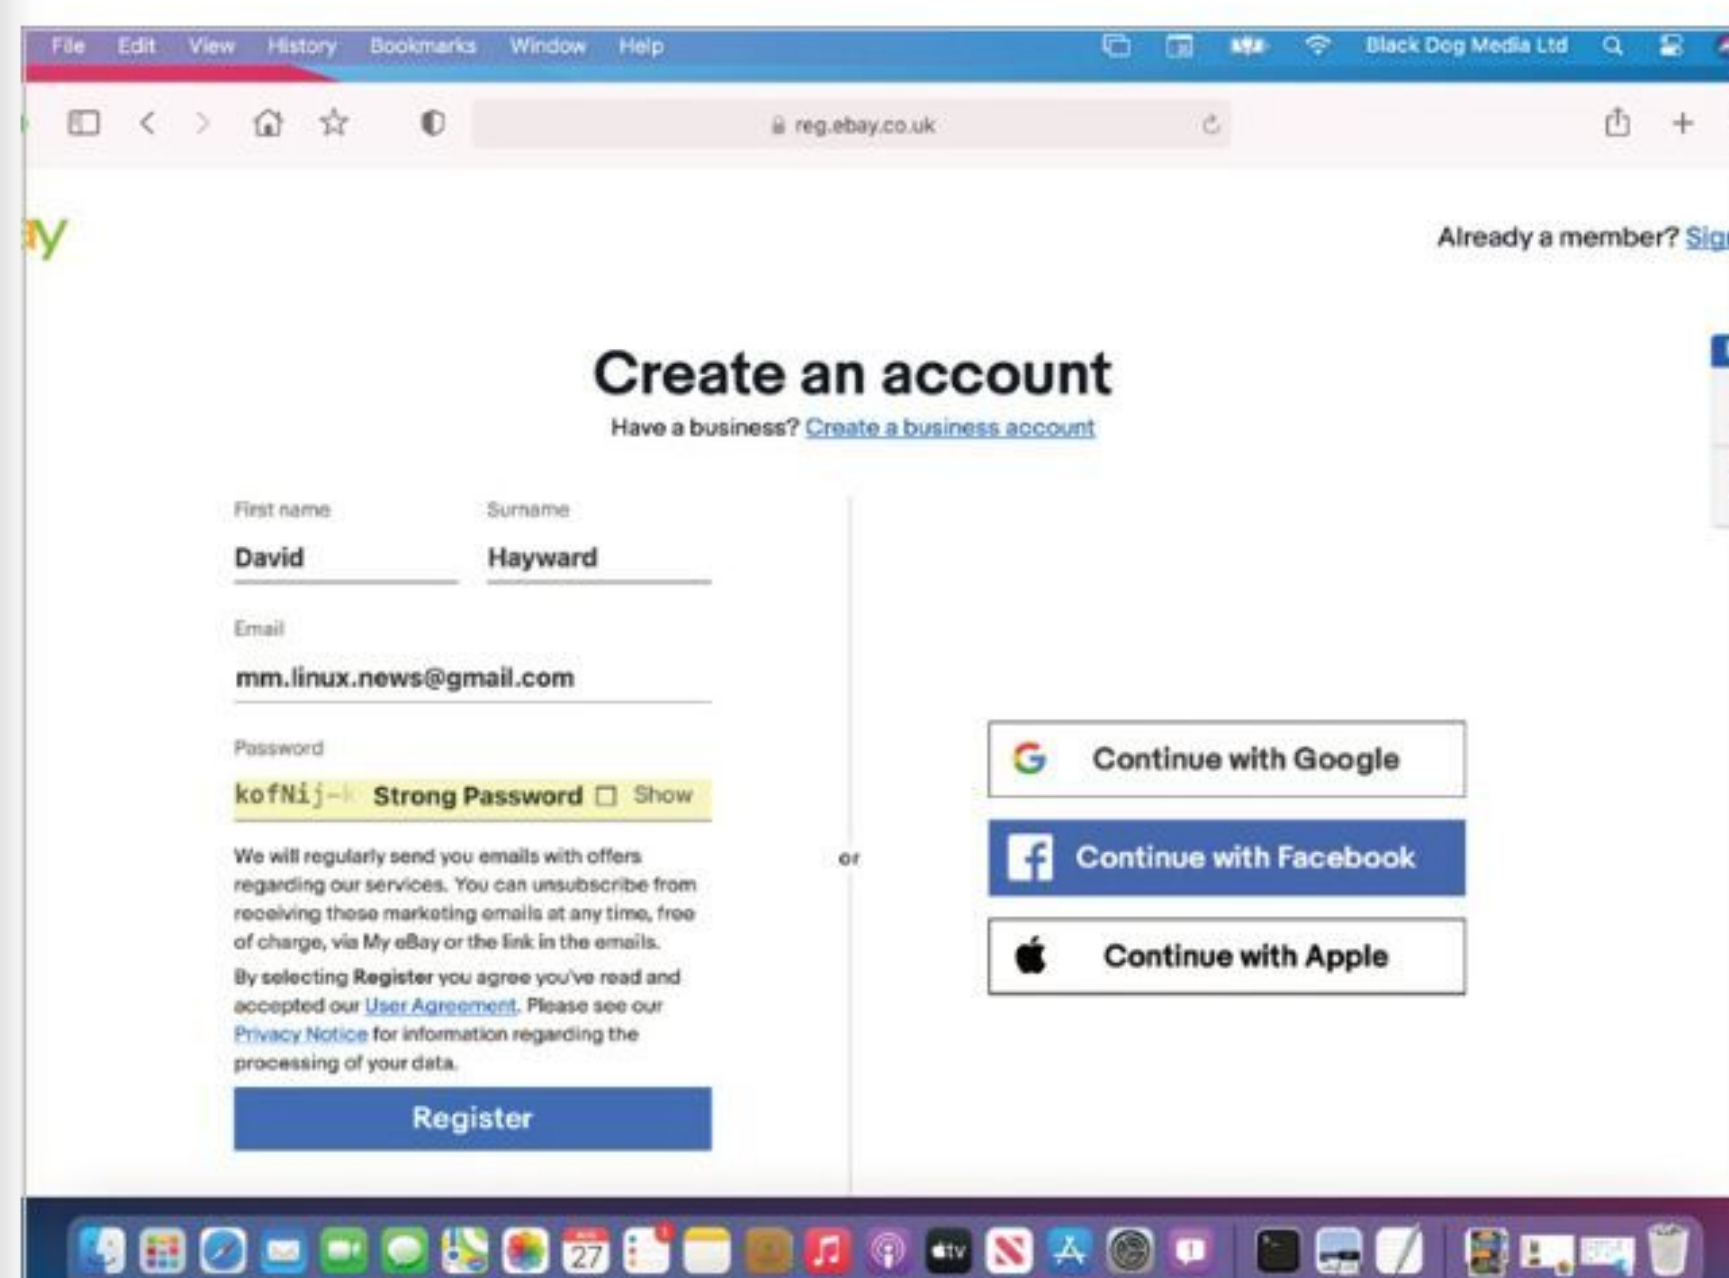 File Edit View History Bookmarks Window Help Black Dog Media Ltd
reg.ebay.co.uk
ay
Already a member? Sign
Create an account
Have a business? Create a business account
First name Surname
David Hayward
Email
mm.linux.news@gmail.com
Password
kofNij-k Strong Password Show
We will regularly send you emails with offers
regarding our services. You can unsubscribe from
receiving these marketing emails at any time, free
of charge, via My eBay or the link in the emails.
By selecting Register you agree you've read and
accepted our User Agreement. Please see our
Privacy Notice for information regarding the
processing of your data.
Register
or
Continue with Google
Continue with Facebook
Continue with Apple
27 1 tv